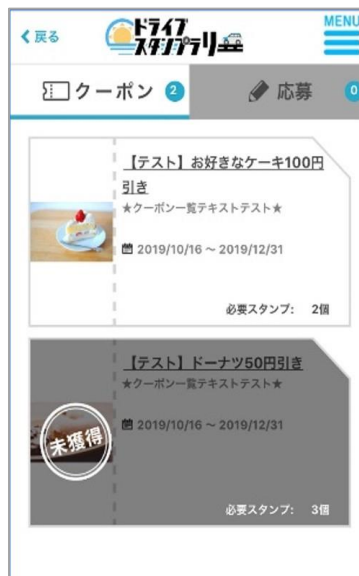 戻る
ドライブ
スタンプラリー
MENU
クーポン 2
応募 0
【テスト】お好きなケーキ100円
引き
★クーポン一覧テキストテスト★
2019/10/16 ～ 2019/12/31
必要スタンプ: 2個
【テスト】ドーナツ50円引き
★クーポン一覧テキストテスト★
2019/10/16 ～ 2019/12/31
未獲得
必要スタンプ: 3個